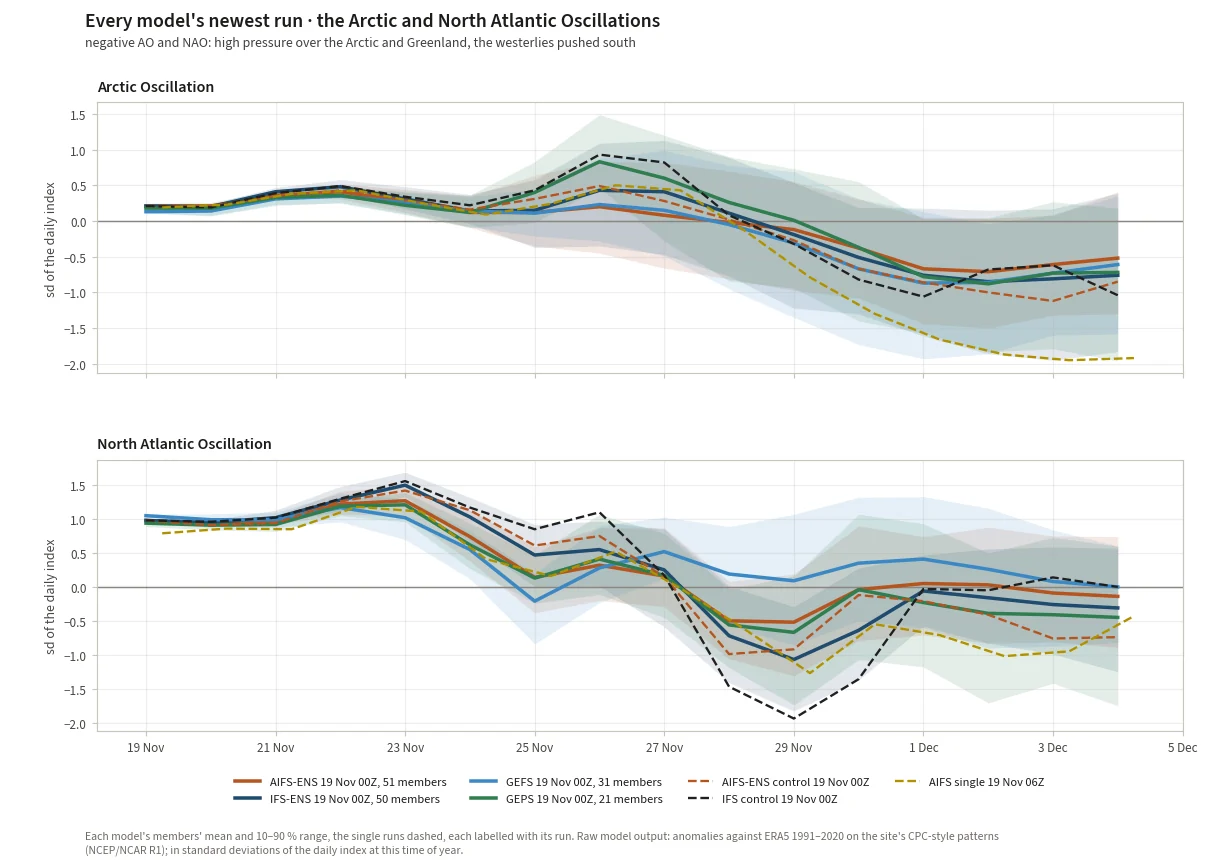 Every model's newest run · the Arctic and North Atlantic Oscillations
negative AO and NAO: high pressure over the Arctic and Greenland, the westerlies pushed south
Arctic Oscillation
1.5
1.0
0.5
0.0
−0.5
−1.0
−1.5
−2.0
sd of the daily index
North Atlantic Oscillation
1.5
1.0
0.5
0.0
−0.5
−1.0
−1.5
−2.0
sd of the daily index
19 Nov 21 Nov 23 Nov 25 Nov 27 Nov 29 Nov 1 Dec 3 Dec 5 Dec
AIFS-ENS 19 Nov 00Z, 51 members GEFS 19 Nov 00Z, 31 members AIFS-ENS control 19 Nov 00Z AIFS single 19 Nov 06Z
IFS-ENS 19 Nov 00Z, 50 members GEPS 19 Nov 00Z, 21 members IFS control 19 Nov 00Z
Each model's members' mean and 10–90 % range, the single runs dashed, each labelled with its run. Raw model output: anomalies against ERA5 1991–2020 on the site's CPC-style patterns
(NCEP/NCAR R1); in standard deviations of the daily index at this time of year.